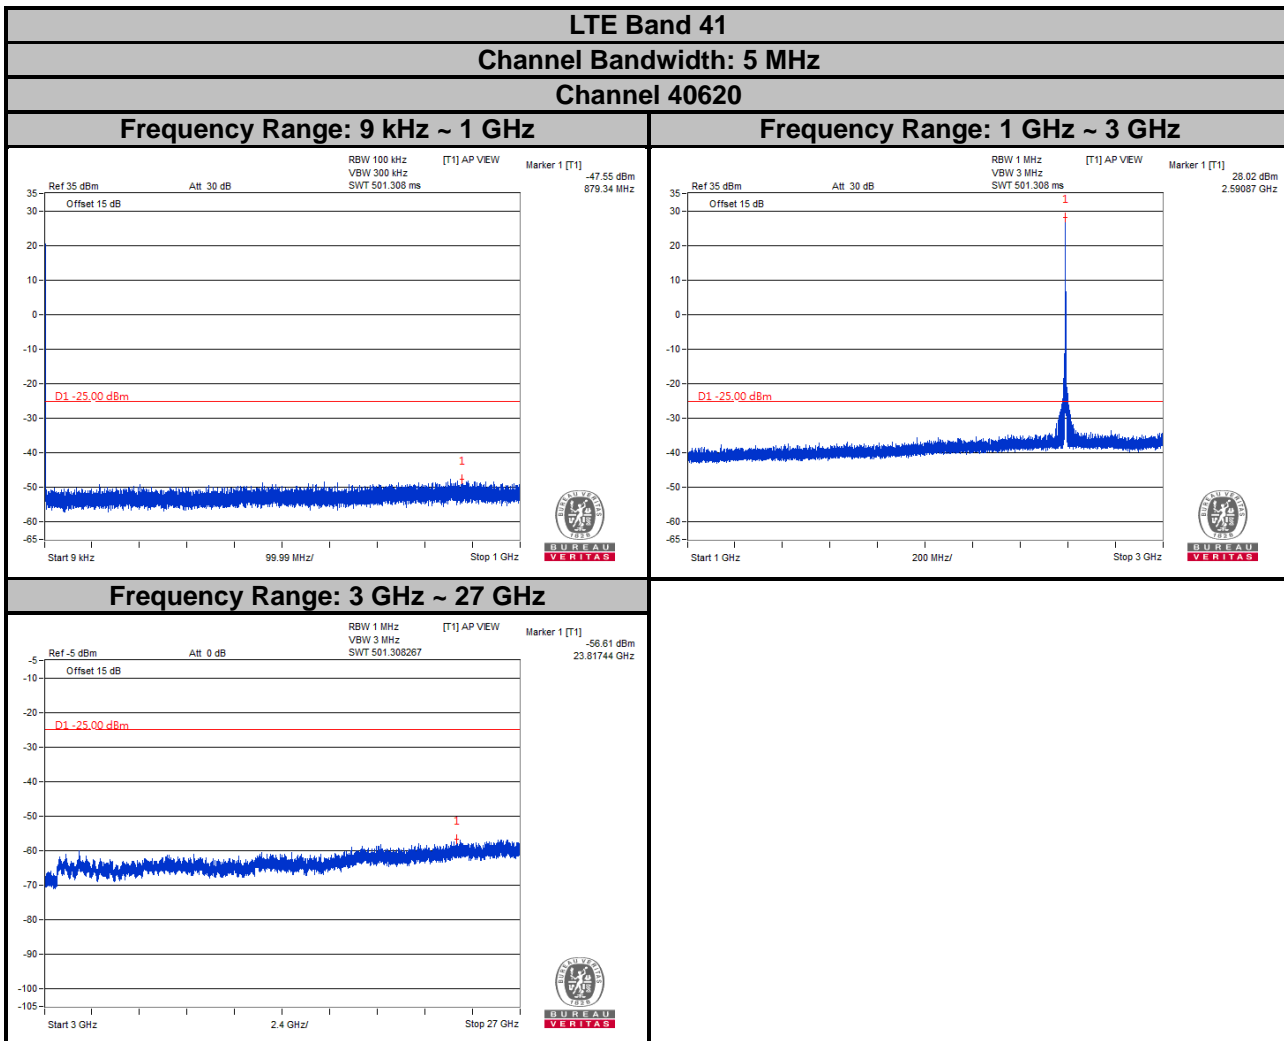 LTE Band 41
Channel Bandwidth: 5 MHz
Channel 40620
Frequency Range: 9 kHz ~ 1 GHz
RBW 100 kHz [T1] AP VIEW Marker 1 [T1]
VBW 300 kHz -47.55 dBm
Ref 35 dBm Att 30 dB SWT 501.308 ms 879.34 MHz
35
Offset 15 dB
30
20
10
0
-10
-20
D1 -25.00 dBm
-30
-40
1
-50
-60
-65
Start 9 kHz 99.99 MHz/ Stop 1 GHz
BUREAU VERITAS
1828
BUREAU
VERITAS
Frequency Range: 1 GHz ~ 3 GHz
RBW 1 MHz [T1] AP VIEW Marker 1 [T1]
VBW 3 MHz 28.02 dBm
Ref 35 dBm Att 30 dB SWT 501.308 ms 2.59087 GHz
35
Offset 15 dB
1
30
20
10
0
-10
-20
D1 -25.00 dBm
-30
-40
-50
-60
-65
Start 1 GHz 200 MHz/ Stop 3 GHz
BUREAU VERITAS
1828
BUREAU
VERITAS
Frequency Range: 3 GHz ~ 27 GHz
RBW 1 MHz [T1] AP VIEW Marker 1 [T1]
VBW 3 MHz -56.61 dBm
Ref -5 dBm Att 0 dB SWT 501.308267 23.81744 GHz
-5
Offset 15 dB
-10
-20
D1 -25.00 dBm
-30
-40
-50
1
-60
-70
-80
-90
-100
-105
Start 3 GHz 2.4 GHz/ Stop 27 GHz
BUREAU VERITAS
1828
BUREAU
VERITAS